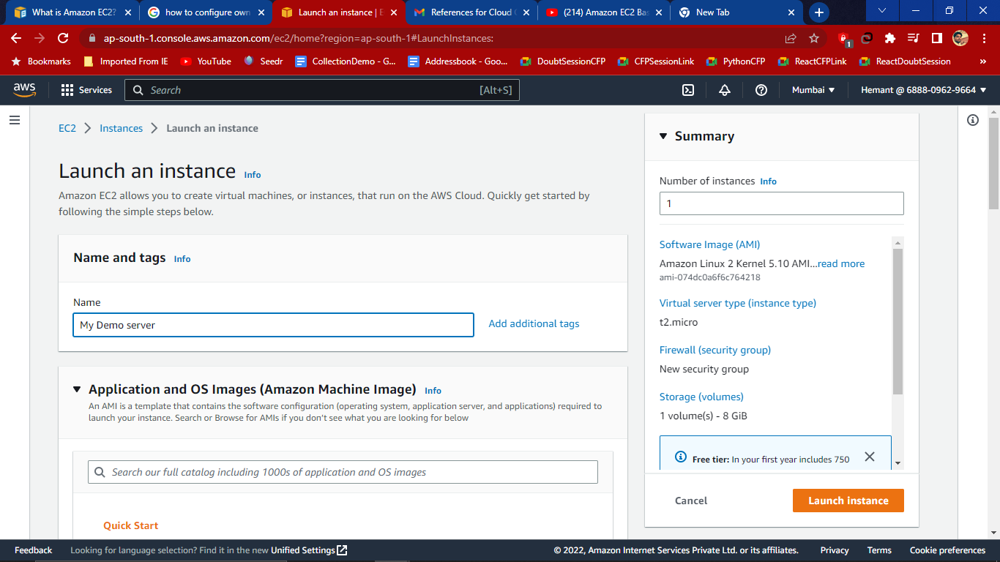 What is Amazon EC2?
how to configure own
Launch an instance | E
References for Cloud C
(214) Amazon EC2 Bas
New Tab
ap-south-1.console.aws.amazon.com/ec2/home?region=ap-south-1#LaunchInstances:
1
Bookmarks
Imported From IE
YouTube
Seedr
CollectionDemo - G...
Addressbook - Goo...
DoubtSessionCFP
CFPSessionLink
PythonCFP
ReactCFPLink
ReactDoubtSession
»
aws
Services
Search
[Alt+S]
Mumbai
Hemant @ 6888-0962-9664
EC2
Instances
Launch an instance
Launch an instance Info
Amazon EC2 allows you to create virtual machines, or instances, that run on the AWS Cloud. Quickly get started by
following the simple steps below.
Name and tags Info
Name
My Demo server
Add additional tags
Application and OS Images (Amazon Machine Image) Info
An AMI is a template that contains the software configuration (operating system, application server, and applications) required to
launch your instance. Search or Browse for AMIs if you don't see what you are looking for below
Search our full catalog including 1000s of application and OS images
Quick Start
Summary
Number of instances Info
1
Software Image (AMI)
Amazon Linux 2 Kernel 5.10 AMI...read more
ami-074dc0a6f6c764218
Virtual server type (instance type)
t2.micro
Firewall (security group)
New security group
Storage (volumes)
1 volume(s) - 8 GiB
Free tier: In your first year includes 750
Cancel
Launch instance
Feedback
Looking for language selection? Find it in the new Unified Settings
© 2022, Amazon Internet Services Private Ltd. or its affiliates.
Privacy
Terms
Cookie preferences